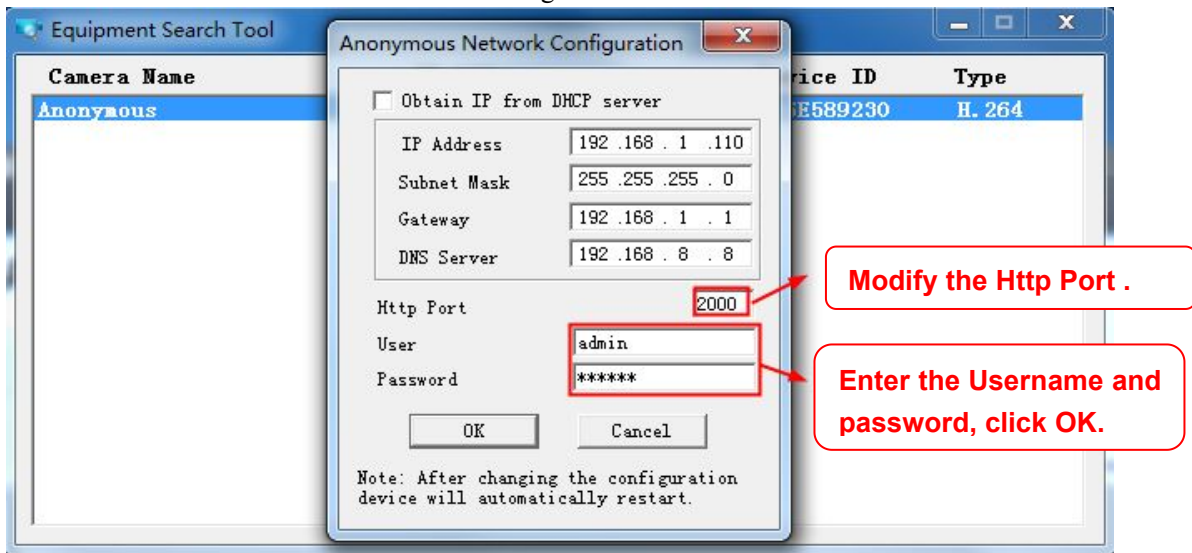 Equipment Search Tool
Anonymous Network Configuration
Camera Name
vice ID
Type
Anonymous
E589230
H.264
Obtain IP from DHCP server
IP Address 192 .168 . 1 .110
Subnet Mask 255 .255 .255 . 0
Gateway 192 .168 . 1 . 1
DNS Server 192 .168 . 8 . 8
Http Port 2000
User admin
Password ******
OK Cancel
Note: After changing the configuration
device will automatically restart.
Modify the Http Port .
Enter the Username and
password, click OK.